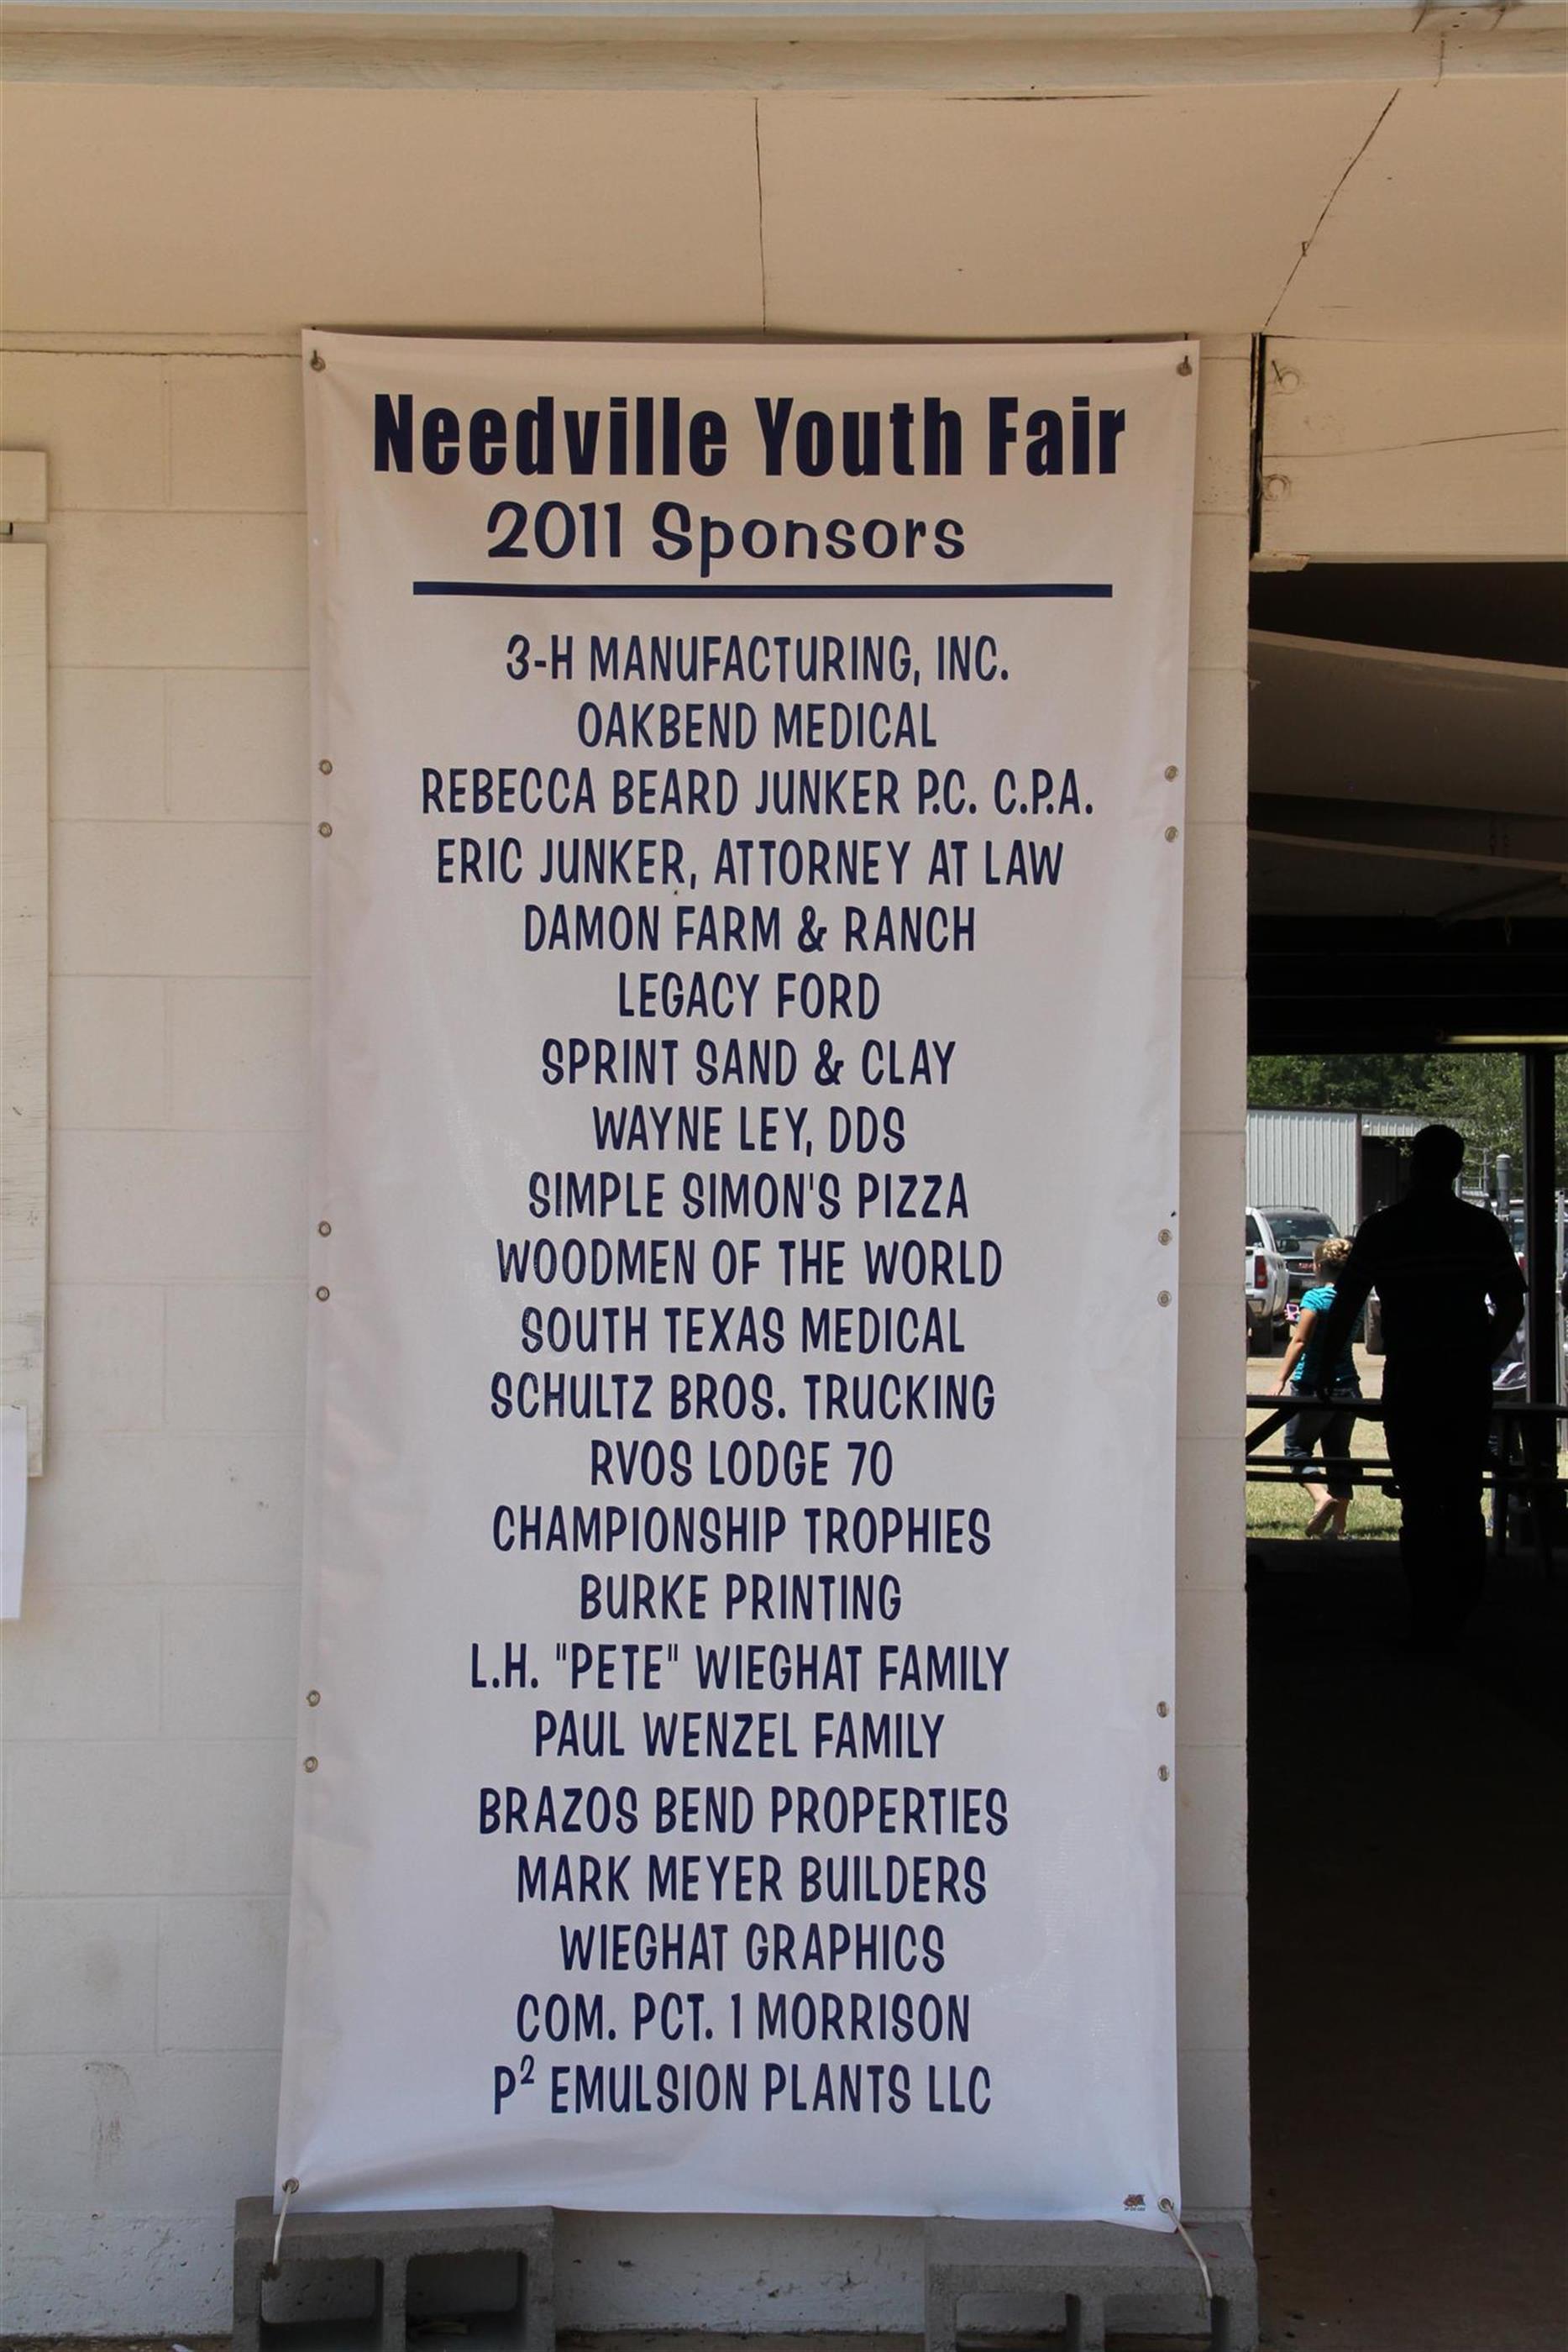 Needville Youth Fair
2011 Sponsors
3-H MANUFACTURING, INC.
OAKBEND MEDICAL
REBECCA BEARD JUNKER P.C. C.P.A.
ERIC JUNKER, ATTORNEY AT LAW
DAMON FARM & RANCH
LEGACY FORD
SPRINT SAND & CLAY
WAYNE LEY, DDS
SIMPLE SIMON'S PIZZA
WOODMEN OF THE WORLD
SOUTH TEXAS MEDICAL
SCHULTZ BROS. TRUCKING
RVOS LODGE 70
CHAMPIONSHIP TROPHIES
BURKE PRINTING
L.H. "PETE" WIEGHAT FAMILY
PAUL WENZEL FAMILY
BRAZOS BEND PROPERTIES
MARK MEYER BUILDERS
WIEGHAT GRAPHICS
COM. PCT. 1 MORRISON
P² EMULSION PLANTS LLC